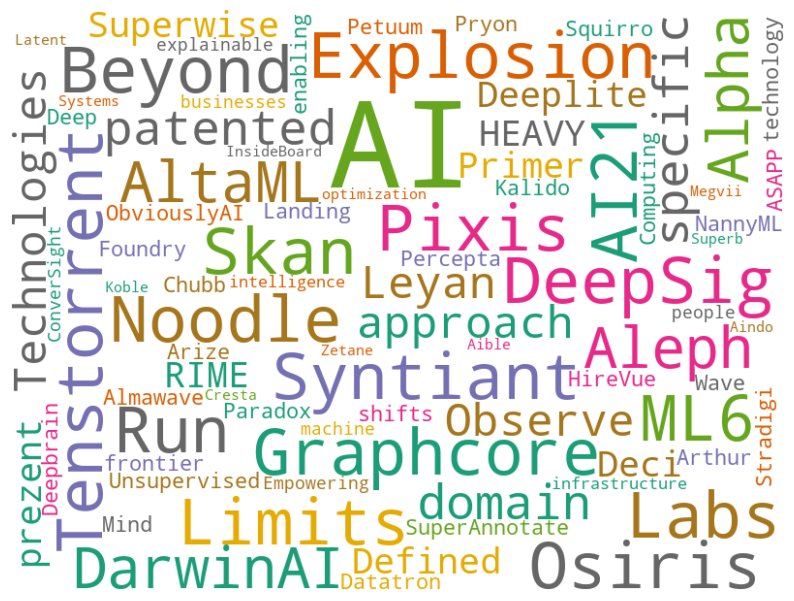 Superwise
Petuum
Pryon
Squirro
Latent
explainable
Beyond
Explosion
enabling
Deeplite
specific
Alpha
technology
Systems
businesses
Deep
patented
AI
HEAVY
InsideBoard
Primer
AI21
Computing
ASAPP
Technologies
Tenstorrent
AltaML
optimization
Kalido
Megvii
ObviouslyAI
Landing
Pixis
NannyML
Superb
ConverSight
Foundry
Skan
Percepta
DeepSig
Koble
Chubb
intelligence
Leyan
people
Noodle
approach
Aindo
Arize
Zetane
Aible
Aleph
RIME
Syntiant
HireVue
Wave
Almawave
Cresta
Paradox
shifts
Observe
ML6
Stradigi
Deepbrain
Run
machine
prezent
frontier
Graphcore
Deci
Arthur
Unsupervised
Empowering
infrastructure
Mind
Limits
domain
SuperAnnotate
Labs
DarwinAI
Defined
Datatron
Osiris